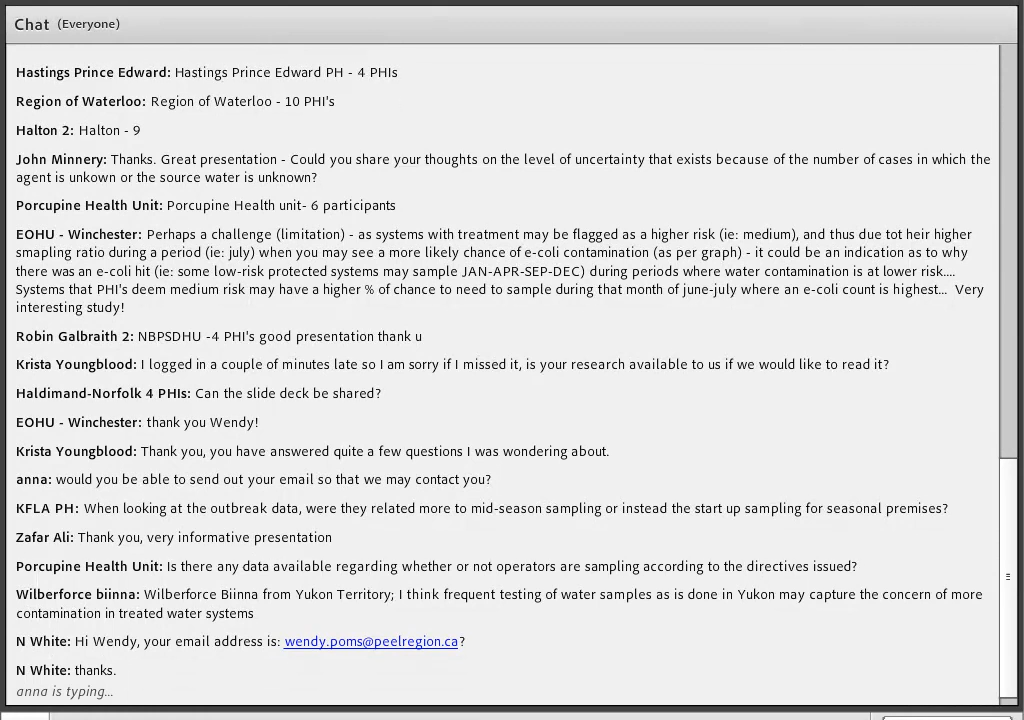 Chat (Everyone)
Hastings Prince Edward: Hastings Prince Edward PH - 4 PHIs
Region of Waterloo: Region of Waterloo - 10 PHI's
Halton 2: Halton - 9
John Minnery: Thanks. Great presentation - Could you share your thoughts on the level of uncertainty that exists because of the number of cases in which the
agent is unkown or the source water is unknown?
Porcupine Health Unit: Porcupine Health unit- 6 participants
EOHU - Winchester: Perhaps a challenge (limitation) - as systems with treatment may be flagged as a higher risk (ie: medium), and thus due tot heir higher
smapling ratio during a period (ie: july) when you may see a more likely chance of e-coli contamination (as per graph) - it could be an indication as to why
there was an e-coli hit (ie: some low-risk protected systems may sample JAN-APR-SEP-DEC) during periods where water contamination is at lower risk....
Systems that PHI's deem medium risk may have a higher % of chance to need to sample during that month of june-july where an e-coli count is highest... Very
interesting study!
Robin Galbraith 2: NBPSDHU -4 PHI's good presentation thank u
Krista Youngblood: I logged in a couple of minutes late so I am sorry if I missed it, is your research available to us if we would like to read it?
Haldimand-Norfolk 4 PHIs: Can the slide deck be shared?
EOHU - Winchester: thank you Wendy!
Krista Youngblood: Thank you, you have answered quite a few questions I was wondering about.
anna: would you be able to send out your email so that we may contact you?
KFLA PH: When looking at the outbreak data, were they related more to mid-season sampling or instead the start up sampling for seasonal premises?
Zafar Ali: Thank you, very informative presentation
Porcupine Health Unit: Is there any data available regarding whether or not operators are sampling according to the directives issued?
Wilberforce biinna: Wilberforce Biinna from Yukon Territory; I think frequent testing of water samples as is done in Yukon may capture the concern of more
contamination in treated water systems
N White: Hi Wendy, your email address is: wendy.poms@peelregion.ca?
N White: thanks.
anna is typing...